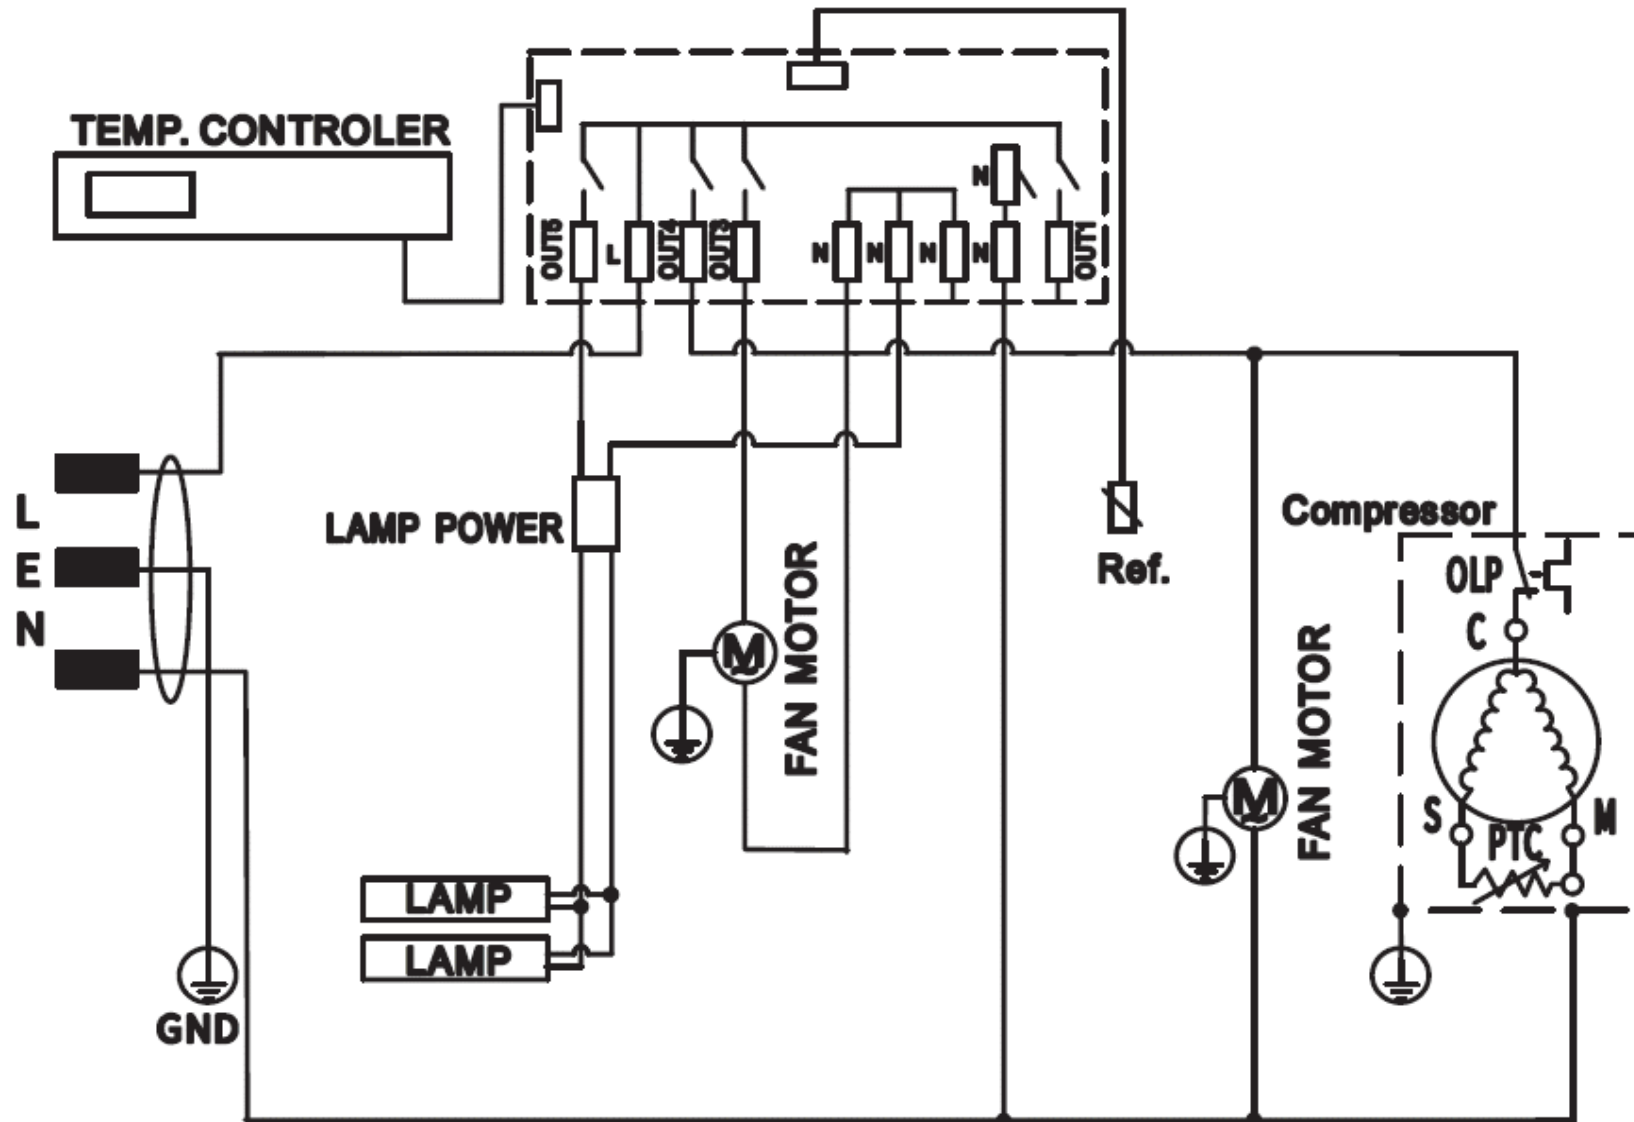 TEMP. CONTROLER
N
OUT5
L
OUT4
OUT3
N
N
N
N
OUT1
L
E
N
LAMP POWER
FAN MOTOR
M
~
Ref.
Compressor
OLP
C
FAN MOTOR
M
~
S
PTC
M
LAMP
LAMP
GND